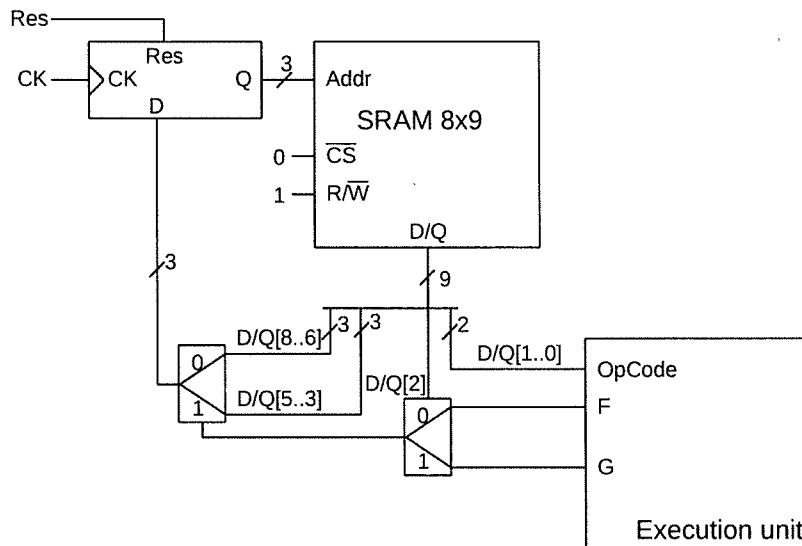 Res
Res
CK
CK
Q
3
Addr
D
SRAM 8x9
0
C̅S̅
1
R/W̅
D/Q
3
9
3
3
2
D/Q[8..6]
D/Q[1..0]
0
OpCode
D/Q[5..3]
D/Q[2]
1
0
F
1
G
Execution unit